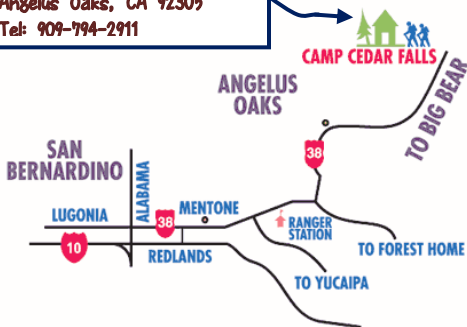 Angelus Oaks, CA 92305
Tel: 909-794-2911
CAMP CEDAR FALLS
ANGELUS
OAKS
TO BIG BEAR
38
SAN
BERNARDINO
ALABAMA
LUGONIA
38
MENTONE
RANGER
STATION
10
REDLANDS
TO FOREST HOME
TO YUCAIPA